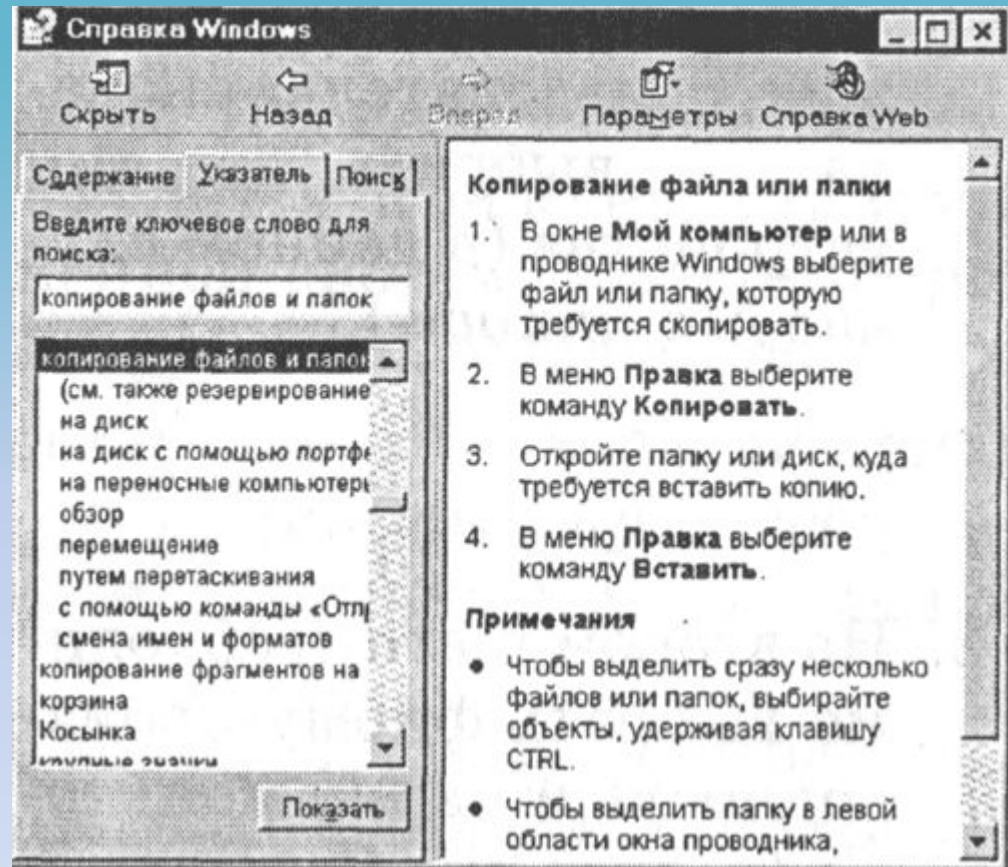 Справка Windows
Скрыть Назад Вперед Параметры Справка Web
Содержание Указатель Поиск
Введите ключевое слово для
поиска:
копирование файлов и папок
копирование файлов и папок
(см. также резервирование
на диск
на диск с помощью портфе
на переносные компьютеры
обзор
перемещение
путем перетаскивания
с помощью команды «Отпр
смена имен и форматов
копирование фрагментов на
корзина
Косынка
крупные значки
Показать
Копирование файла или папки
1. В окне Мой компьютер или в
проводнике Windows выберите
файл или папку, которую
требуется скопировать.
2. В меню Правка выберите
команду Копировать.
3. Откройте папку или диск, куда
требуется вставить копию.
4. В меню Правка выберите
команду Вставить.
Примечания
● Чтобы выделить сразу несколько
файлов или папок, выбирайте
объекты, удерживая клавишу
CTRL.
● Чтобы выделить папку в левой
области окна проводника,